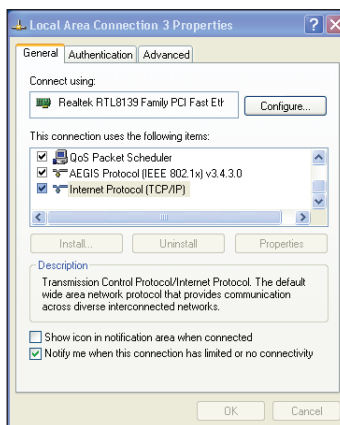 Local Area Connection 3 Properties
General Authentication Advanced
Connect using:
Realtek RTL8139 Family PCI Fast Eth
Configure...
This connection uses the following items:
QoS Packet Scheduler
AEGIS Protocol (IEEE 802.1x) v3.4.3.0
Internet Protocol (TCP/IP)
Install... Uninstall Properties
Description
Transmission Control Protocol/Internet Protocol. The default
wide area network protocol that provides communication
across diverse interconnected networks.
Show icon in notification area when connected
Notify me when this connection has limited or no connectivity
OK Cancel